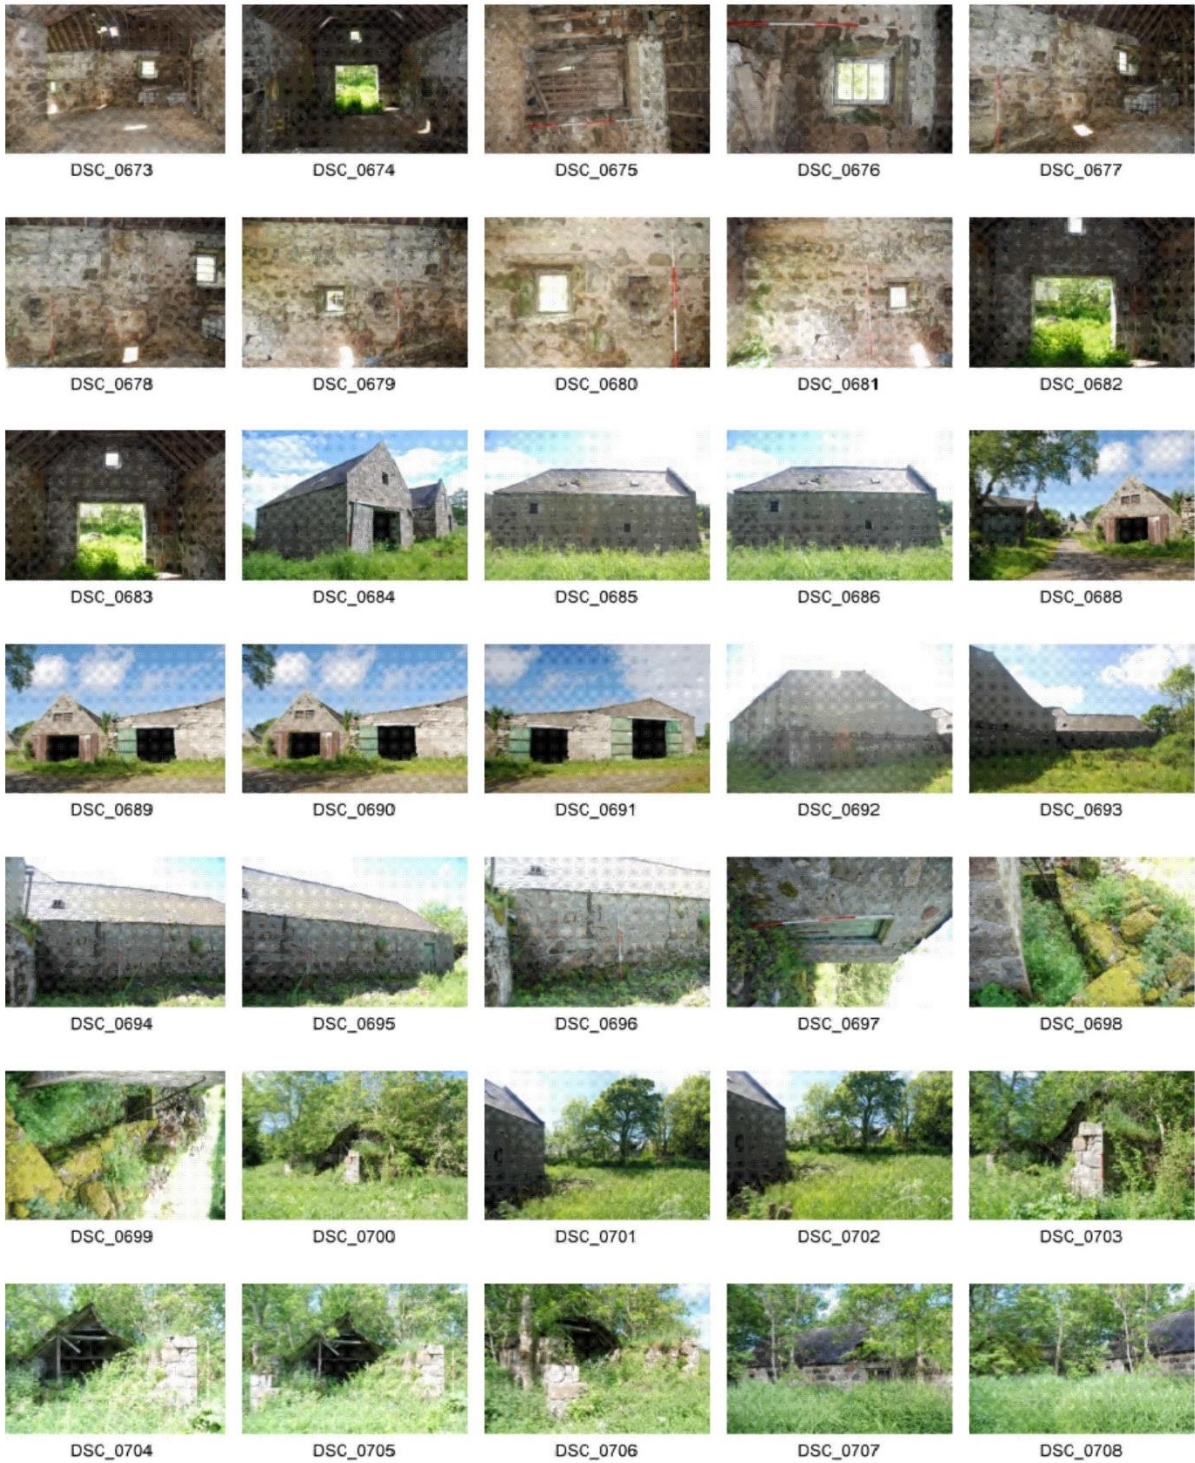 DSC_0673 DSC_0674 DSC_0675 DSC_0676 DSC_0677
DSC_0678 DSC_0679 DSC_0680 DSC_0681 DSC_0682
DSC_0683 DSC_0684 DSC_0685 DSC_0686 DSC_0688
DSC_0689 DSC_0690 DSC_0691 DSC_0692 DSC_0693
DSC_0694 DSC_0695 DSC_0696 DSC_0697 DSC_0698
DSC_0699 DSC_0700 DSC_0701 DSC_0702 DSC_0703
DSC_0704 DSC_0705 DSC_0706 DSC_0707 DSC_0708